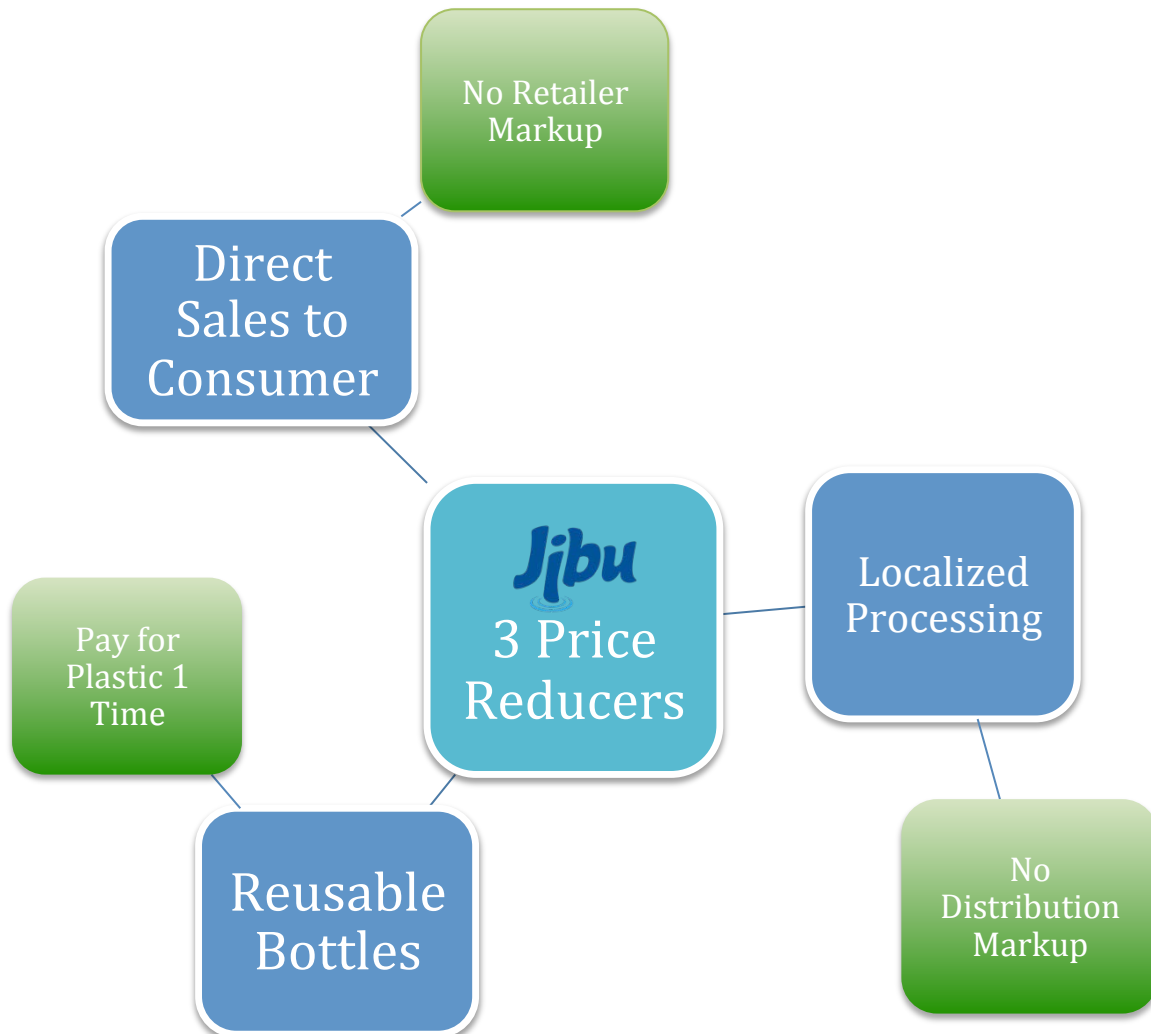 No Retailer
Markup
Direct
Sales to
Consumer
Jibu
3 Price
Reducers
Localized
Processing
Pay for
Plastic 1
Time
Reusable
Bottles
No
Distribution
Markup